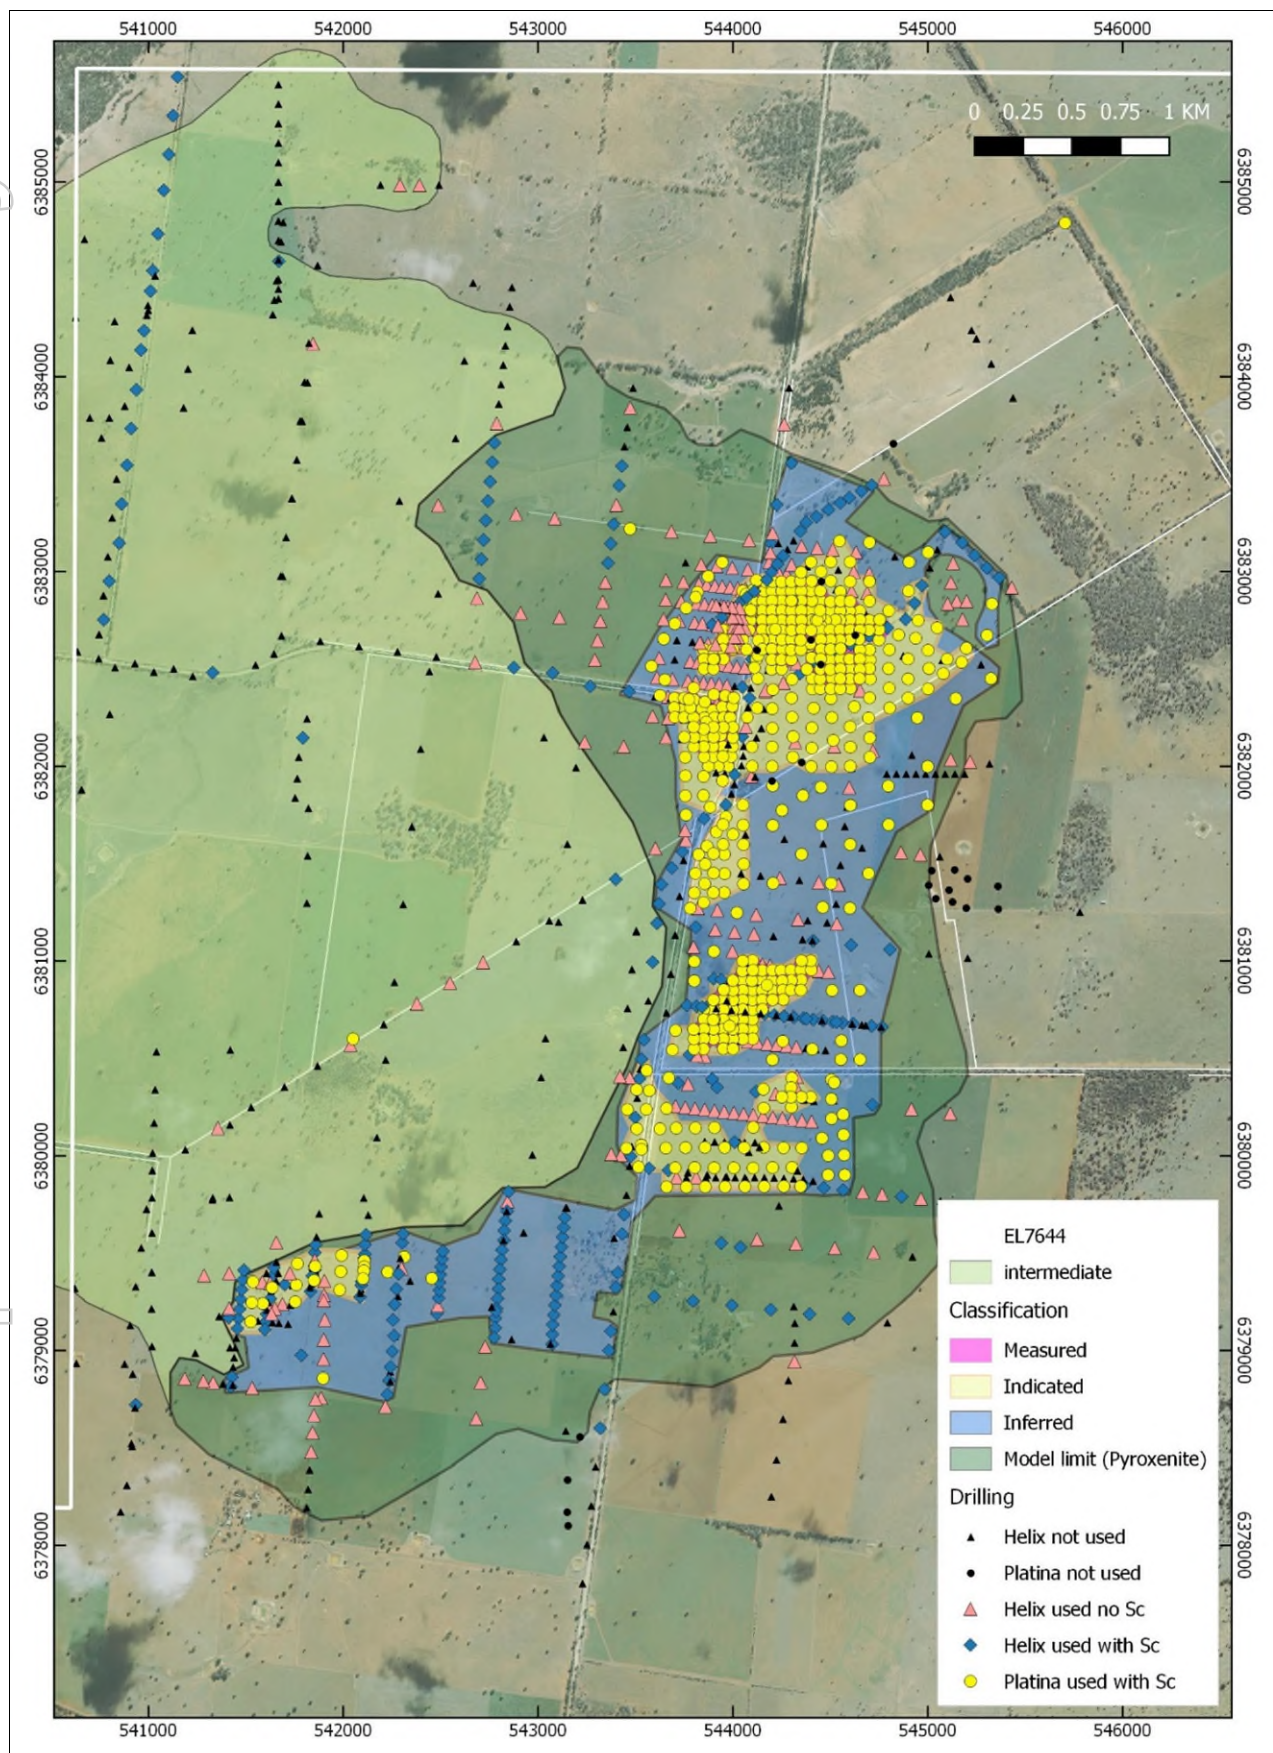 541000 542000 543000 544000 545000 546000
0 0.25 0.5 0.75 1 KM
6385000 6385000
6384000 6384000
6383000 6383000
6382000 6382000
6381000 6381000
6380000 6380000
6379000 6379000
6378000 6378000
EL7644
intermediate
Classification
Measured
Indicated
Inferred
Model limit (Pyroxenite)
Drilling
Helix not used
Platina not used
Helix used no Sc
Helix used with Sc
Platina used with Sc
541000 542000 543000 544000 545000 546000